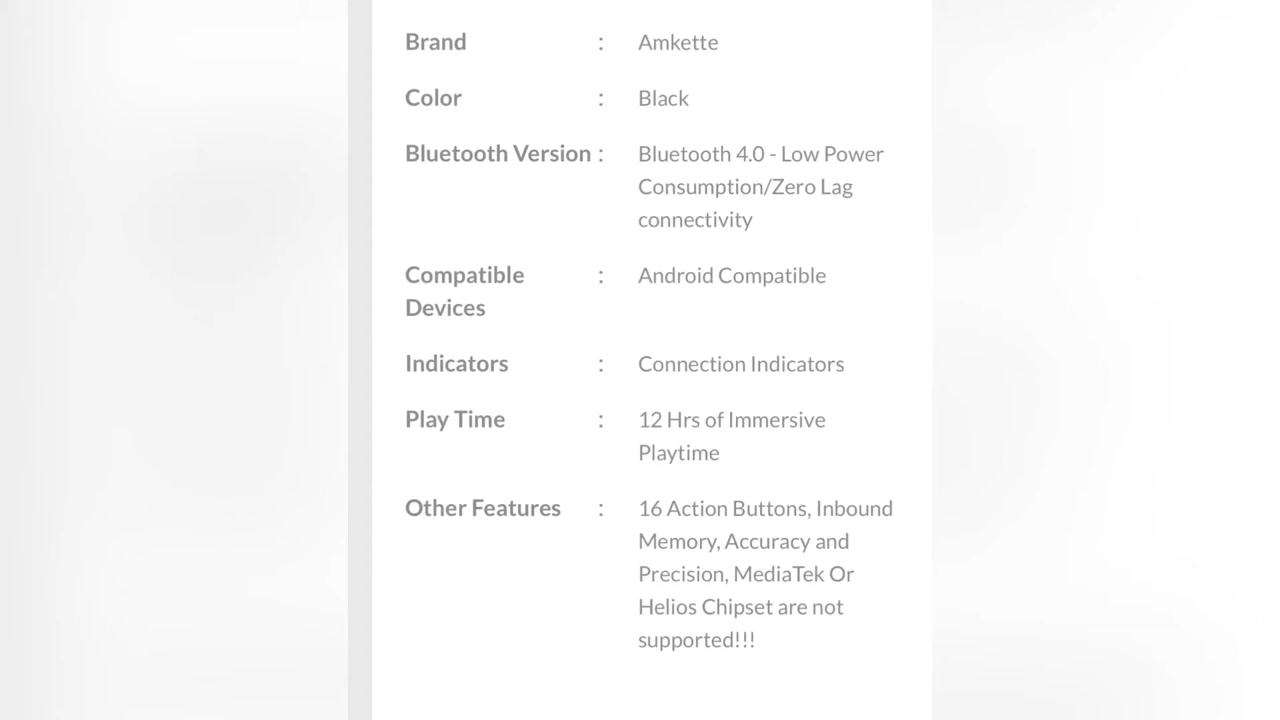 Brand : Amkette
Color : Black
Bluetooth Version : Bluetooth 4.0 - Low Power
Consumption/Zero Lag
connectivity
Compatible : Android Compatible
Devices
Indicators : Connection Indicators
Play Time : 12 Hrs of Immersive
Playtime
Other Features : 16 Action Buttons, Inbound
Memory, Accuracy and
Precision, MediaTek Or
Helios Chipset are not
supported!!!